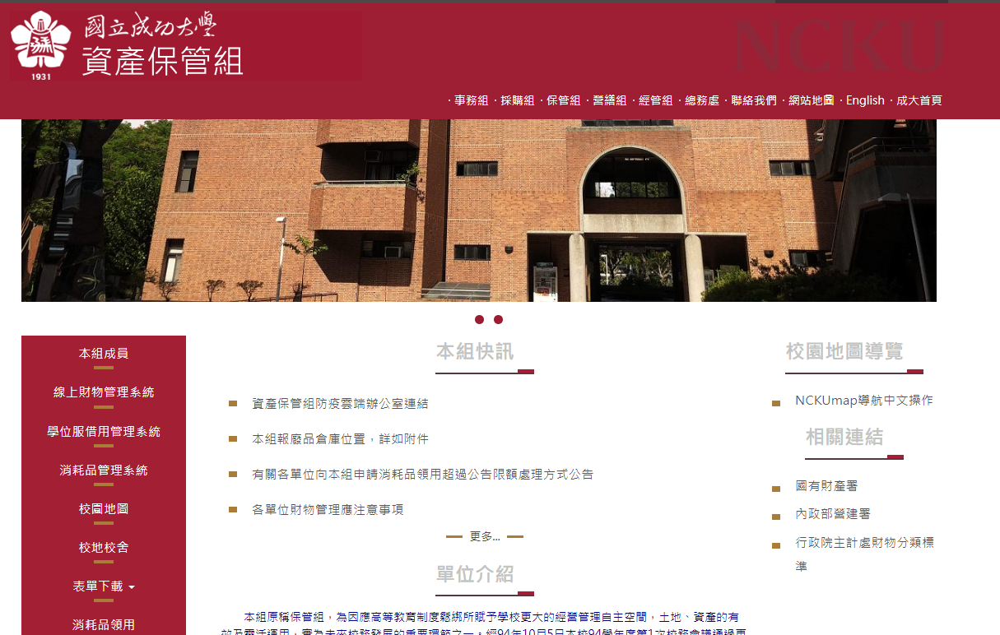 國立成功大學
資產保管組
1931
NCKU
·事務組 ·採購組 ·保管組 ·營繕組 ·經管組 ·總務處 ·聯絡我們 ·網站地圖 ·English ·成大首頁
本組成員
線上財物管理系統
學位服借用管理系統
消耗品管理系統
校園地圖
校地校舍
表單下載
消耗品領用
本組快訊
資產保管組防疫雲端辦公室連結
本組報廢品倉庫位置，詳如附件
有關各單位向本組申請消耗品領用超過公告限額處理方式公告
各單位財物管理應注意事項
更多...
單位介紹
本組原稱保管組，為因應高等教育制度鬆綁所賦予學校更大的經營管理自主空間，土地、資產的有
效及靈活運用，實為未來校務發展的重要環節之一。經94年10月5日本校94學年度第1次校務會議通過更
校園地圖導覽
NCKUmap導航中文操作
相關連結
國有財產署
內政部營建署
行政院主計處財物分類標
準